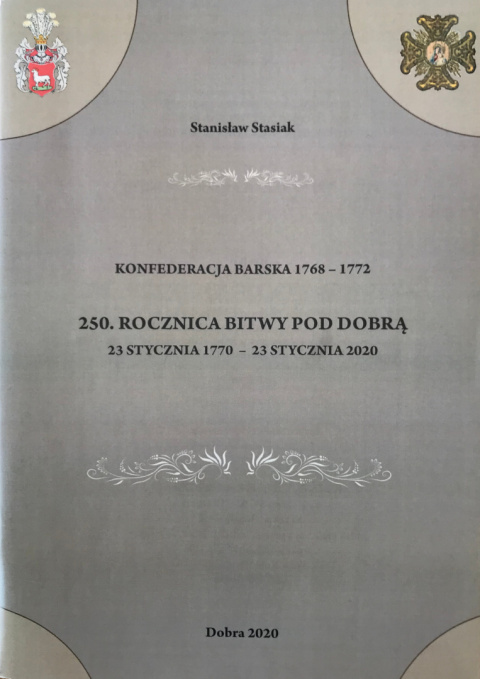 Stanisław Stasiak
KONFEDERACJA BARSKA 1768 – 1772
250. ROCZNICA BITWY POD DOBRĄ
23 STYCZNIA 1770 – 23 STYCZNIA 2020
Dobra 2020